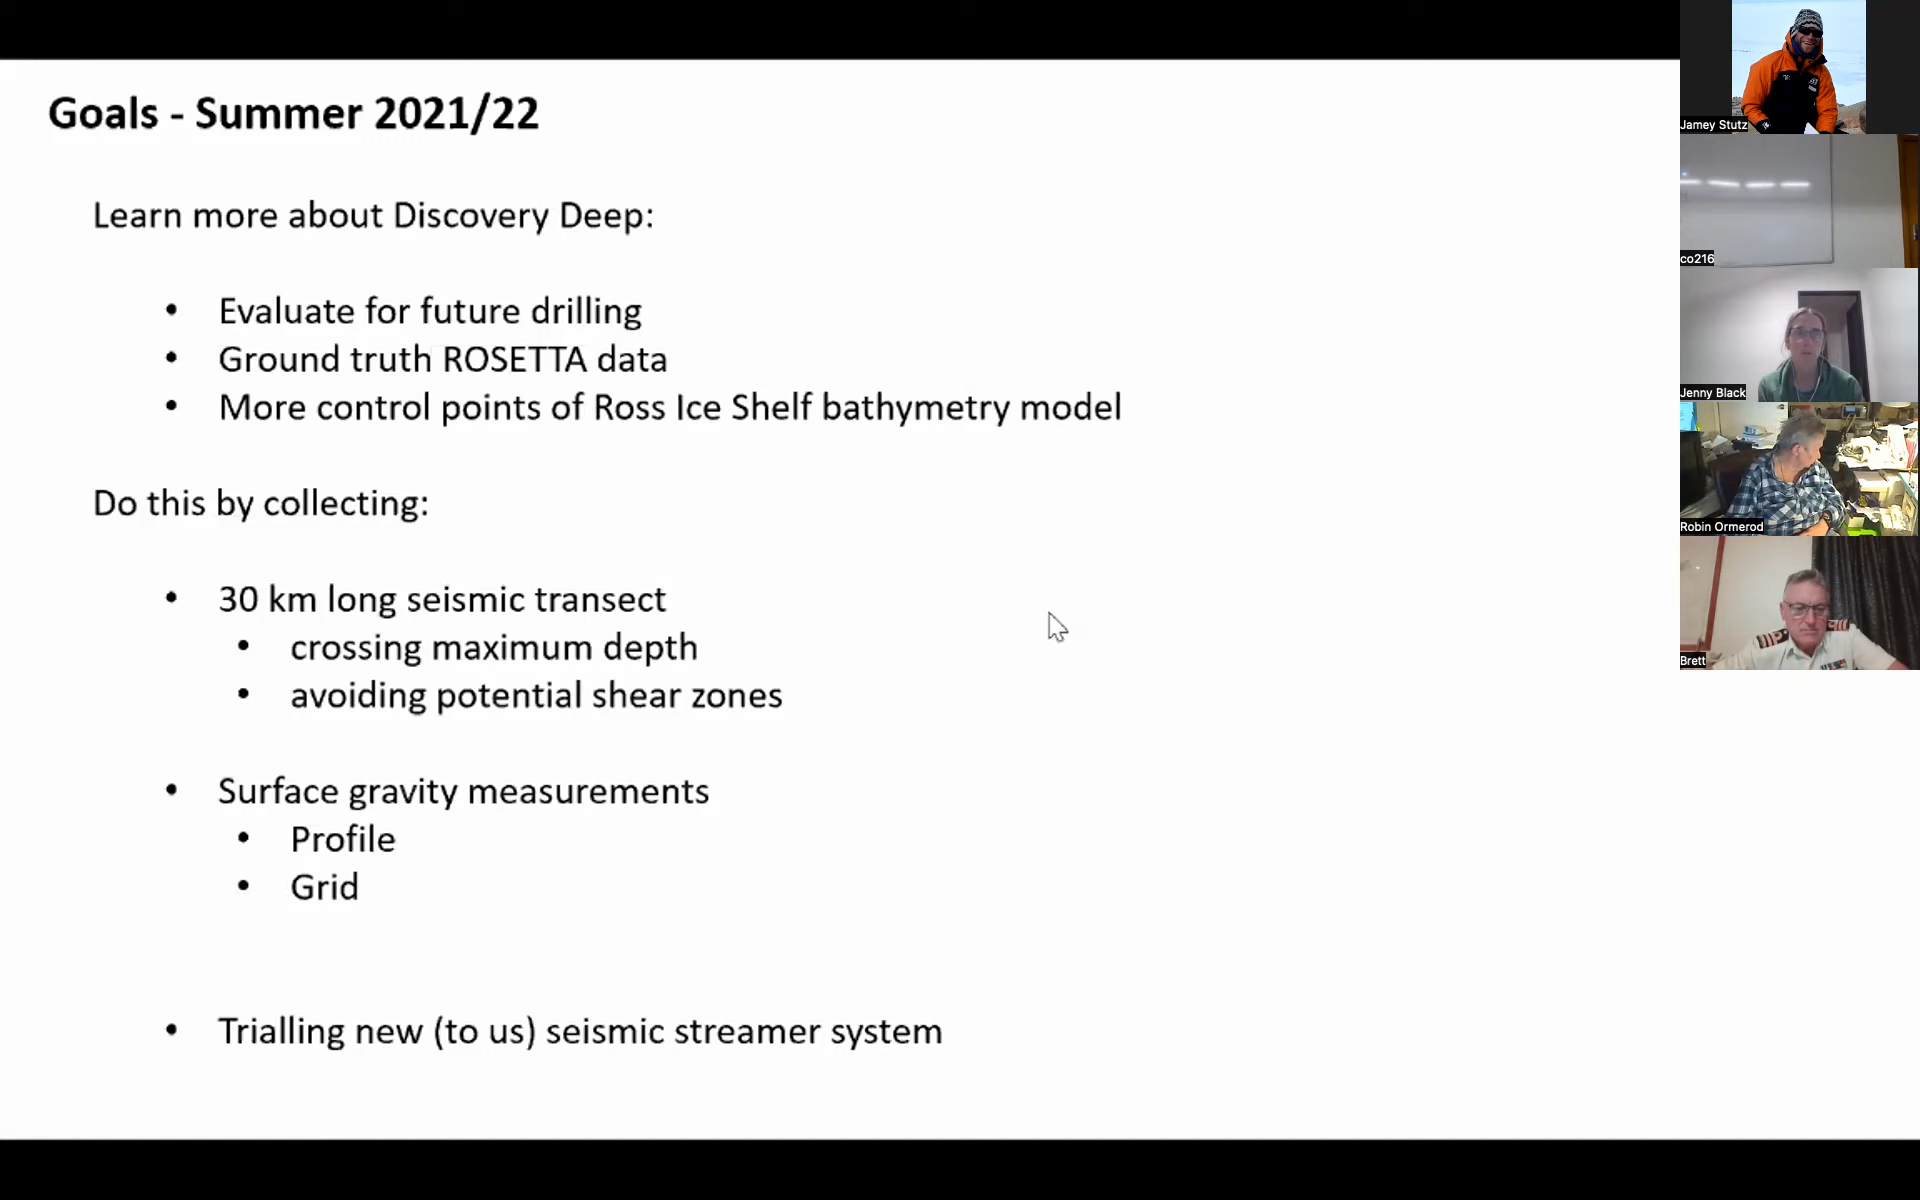 Goals - Summer 2021/22
Learn more about Discovery Deep:
• Evaluate for future drilling
• Ground truth ROSETTA data
• More control points of Ross Ice Shelf bathymetry model
Do this by collecting:
• 30 km long seismic transect
• crossing maximum depth
• avoiding potential shear zones
• Surface gravity measurements
• Profile
• Grid
• Trialling new (to us) seismic streamer system
Jamey Stutz
co216
Jenny Black
Robin Ormerod
Brett